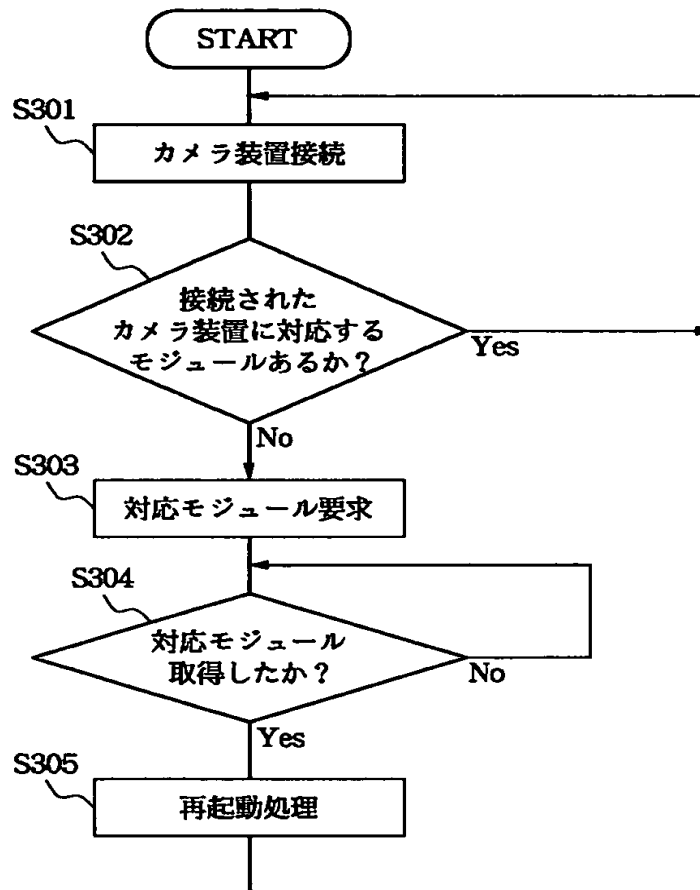 START
S301
カメラ装置接続
S302
接続された
カメラ装置に対応する
モジュールあるか?
Yes
No
S303
対応モジュール要求
S304
対応モジュール
取得したか?
No
Yes
S305
再起動処理